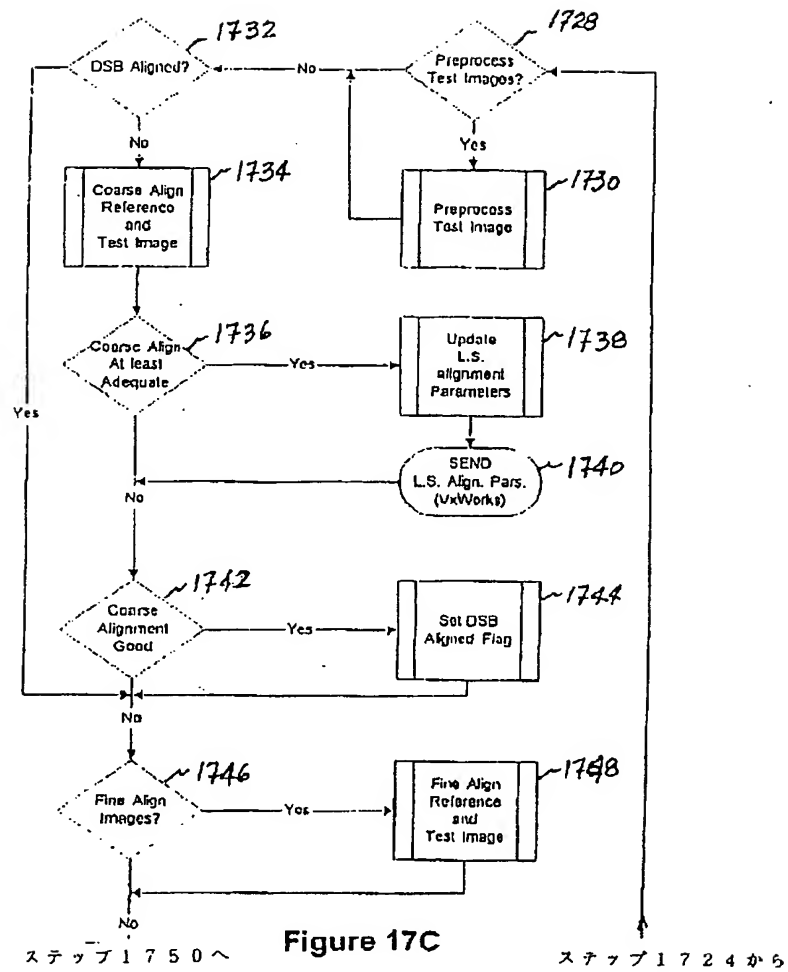 1728
Preprocess
Test Images?
No
1732
DSB Aligned?
Yes
1730
Preprocess
Test Image
No
1734
Coarse Align
Reference
and
Test Image
1736
Coarse Align
At least
Adequate
Yes
1738
Update
L.S.
alignment
Parameters
1740
SEND
L.S. Align. Pars.
(VxWorks)
Yes
No
1742
Coarse
Alignment
Good
Yes
1744
Set DSB
Aligned Flag
No
1746
Fine Align
Images?
Yes
1748
Fine Align
Reference
and
Test Image
No
Figure 17C
ステップ1750へ
ステップ1724から